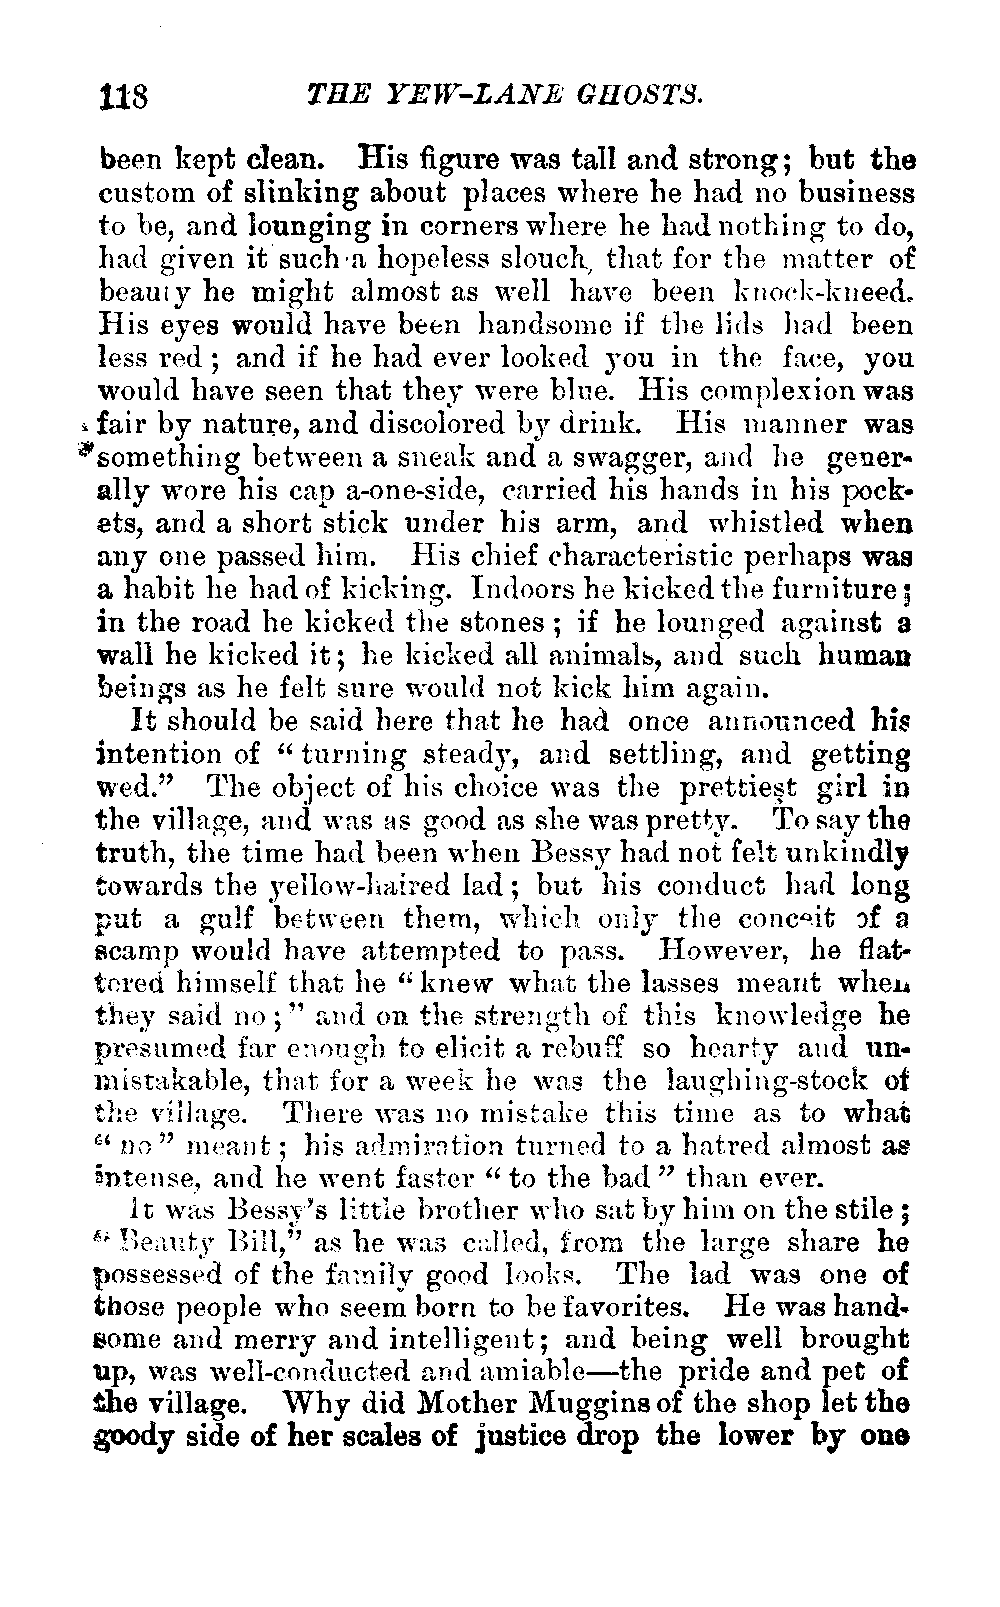 118 THE YEW-LANE GHOSTS.
been kept clean. His figure was tall and strong; but the
custom of slinking about places where he had no business
to be, and lounging in corners where he had nothing to do,
had given it such a hopeless slouch, that for the matter of
beauty he might almost as well have been knock-kneed.
His eyes would have been handsome if the lids had been
less red; and if he had ever looked you in the face, you
would have seen that they were blue. His complexion was
fair by nature, and discolored by drink. His manner was
something between a sneak and a swagger, and he gener-
ally wore his cap a-one-side, carried his hands in his pock-
ets, and a short stick under his arm, and whistled when
any one passed him. His chief characteristic perhaps was
a habit he had of kicking. Indoors he kicked the furniture;
in the road he kicked the stones; if he lounged against a
wall he kicked it; he kicked all animals, and such human
beings as he felt sure would not kick him again.
It should be said here that he had once announced his
intention of "turning steady, and settling, and getting
wed." The object of his choice was the prettiest girl in
the village, and was as good as she was pretty. To say the
truth, the time had been when Bessy had not felt unkindly
towards the yellow-haired lad; but his conduct had long
put a gulf between them, which only the conceit of a
scamp would have attempted to pass. However, he flat-
tered himself that he "knew what the lasses meant when
they said no;" and on the strength of this knowledge he
presumed far enough to elicit a rebuff so hearty and un-
mistakable, that for a week he was the laughing-stock of
the village. There was no mistake this time as to what
"no" meant; his admiration turned to a hatred almost as
intense, and he went faster "to the bad" than ever.
It was Bessy's little brother who sat by him on the stile;
"Beauty Bill," as he was called, from the large share he
possessed of the family good looks. The lad was one of
those people who seem born to be favorites. He was hand-
some and merry and intelligent; and being well brought
up, was well-conducted and amiable—the pride and pet of
the village. Why did Mother Muggins of the shop let the
goody side of her scales of justice drop the lower by one